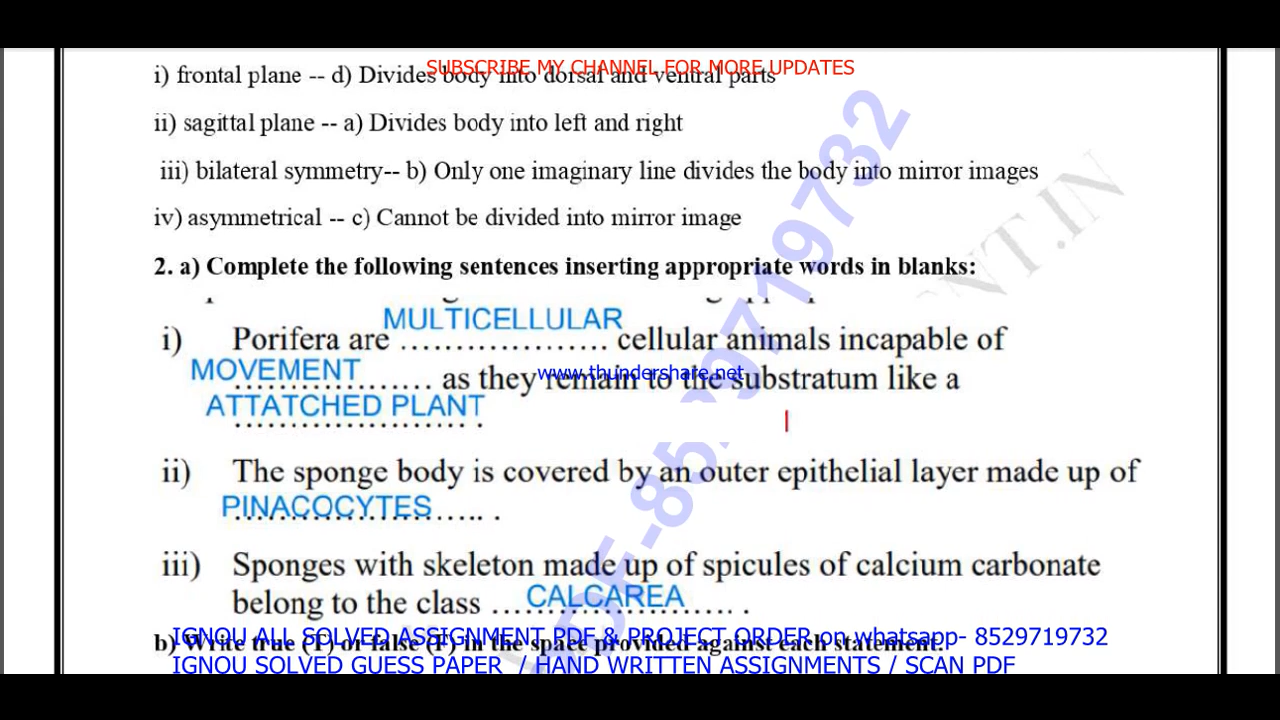 SUBSCRIBE MY CHANNEL FOR MORE UPDATES
i) frontal plane -- d) Divides body into dorsal and ventral parts
ii) sagittal plane -- a) Divides body into left and right
iii) bilateral symmetry-- b) Only one imaginary line divides the body into mirror images
iv) asymmetrical -- c) Cannot be divided into mirror image
2. a) Complete the following sentences inserting appropriate words in blanks:
MULTICELLULAR
i) Porifera are ................... cellular animals incapable of
MOVEMENT
.................. as they remain to the substratum like a
www.thundershare.net
ATTATCHED PLANT
..................... .
ii) The sponge body is covered by an outer epithelial layer made up of
PINACOCYTES
...................... .
iii) Sponges with skeleton made up of spicules of calcium carbonate
belong to the class ...CALCAREA..... .
b) Write true (T) or false (F) in the space provided against each statement:
IGNOU ALL SOLVED ASSIGNMENT PDF & PROJECT ORDER on whatsapp- 8529719732
IGNOU SOLVED GUESS PAPER / HAND WRITTEN ASSIGNMENTS / SCAN PDF